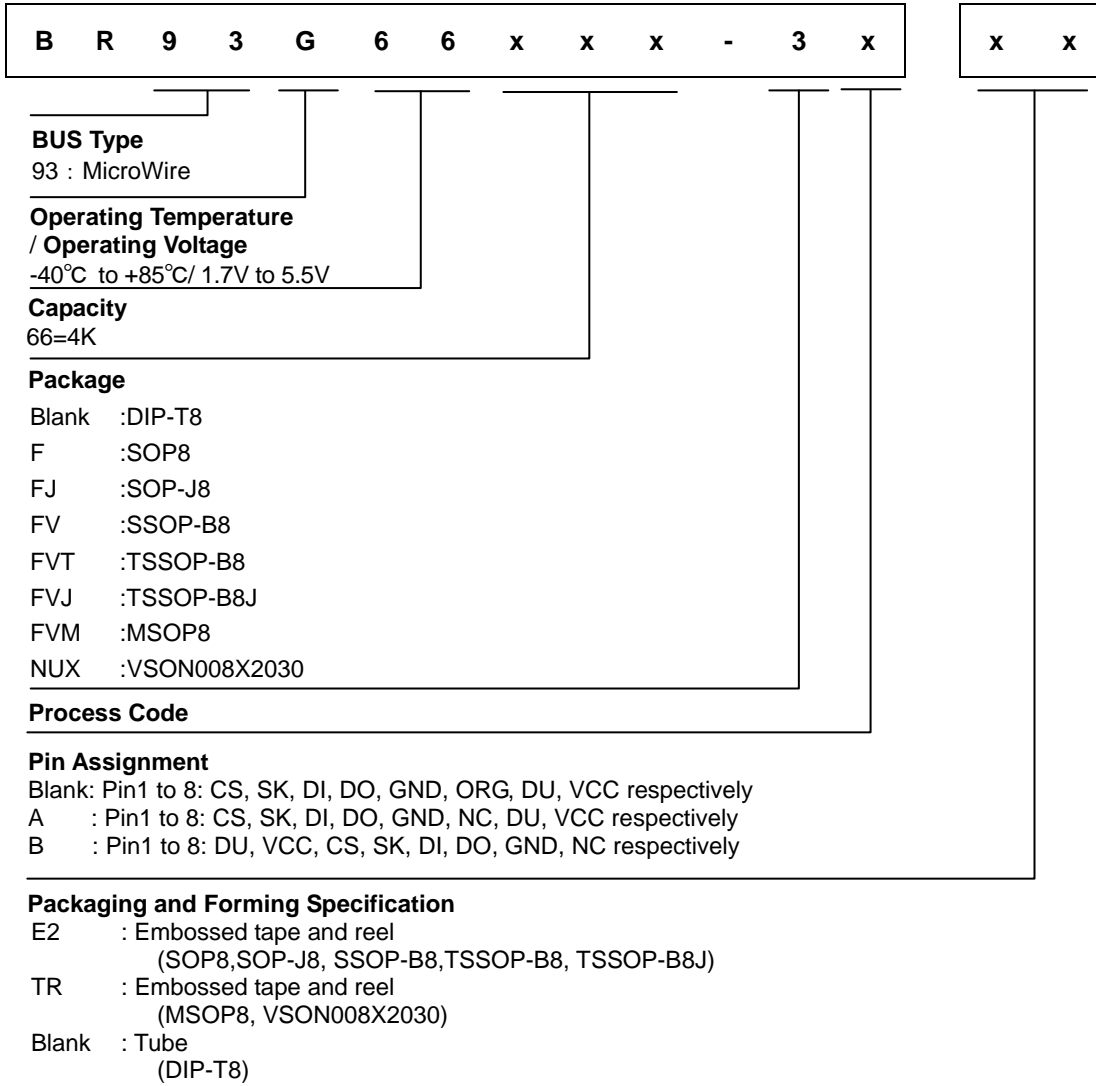 B R 9 3 G 6 6 x x x - 3 x x x
BUS Type
93 : MicroWire
Operating Temperature
/ Operating Voltage
-40℃ to +85℃/ 1.7V to 5.5V
Capacity
66=4K
Package
Blank :DIP-T8
F :SOP8
FJ :SOP-J8
FV :SSOP-B8
FVT :TSSOP-B8
FVJ :TSSOP-B8J
FVM :MSOP8
NUX :VSON008X2030
Process Code
Pin Assignment
Blank: Pin1 to 8: CS, SK, DI, DO, GND, ORG, DU, VCC respectively
A : Pin1 to 8: CS, SK, DI, DO, GND, NC, DU, VCC respectively
B : Pin1 to 8: DU, VCC, CS, SK, DI, DO, GND, NC respectively
Packaging and Forming Specification
E2 : Embossed tape and reel
(SOP8,SOP-J8, SSOP-B8,TSSOP-B8, TSSOP-B8J)
TR : Embossed tape and reel
(MSOP8, VSON008X2030)
Blank : Tube
(DIP-T8)